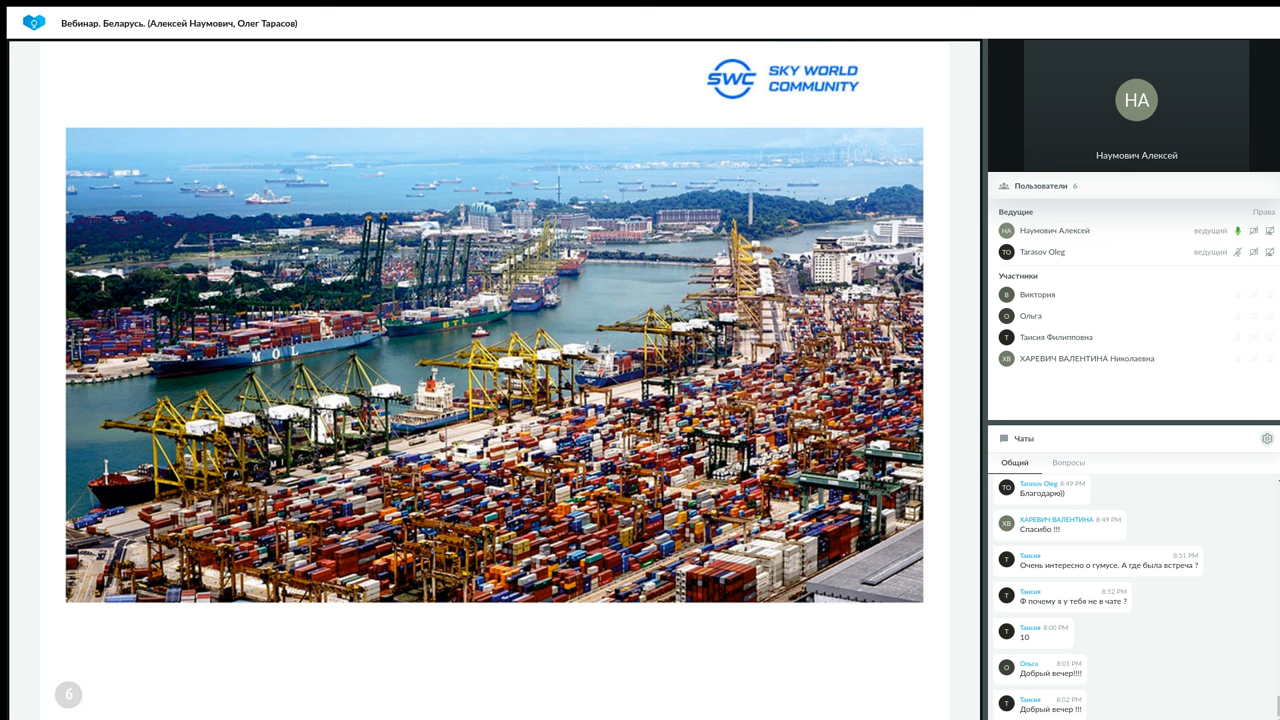 Вебинар. Беларусь. (Алексей Наумович, Олег Тарасов)
SWC
SKY WORLD
COMMUNITY
MOL
BTL
6
НА
Наумович Алексей
Пользователи 6
Ведущие
Права
НА Наумович Алексей ведущий
TO Tarasov Oleg ведущий
Участники
В Виктория
О Ольга
Т Таисия Филипповна
ХВ ХАРЕВИЧ ВАЛЕНТИНА Николаевна
Чаты
Общий Вопросы
TO Tarasov Oleg 8:49 PM
Благодарю))
ХВ ХАРЕВИЧ ВАЛЕНТИНА 8:49 PM
Спасибо !!!
Т Таисия 8:51 PM
Очень интересно о гумусе. А где была встреча ?
Т Таисия 8:52 PM
Ф почему я у тебя не в чате ?
Т Таисия 8:00 PM
10
О Ольга 8:01 PM
Добрый вечер!!!!
Т Таисия 8:02 PM
Добрый вечер !!!